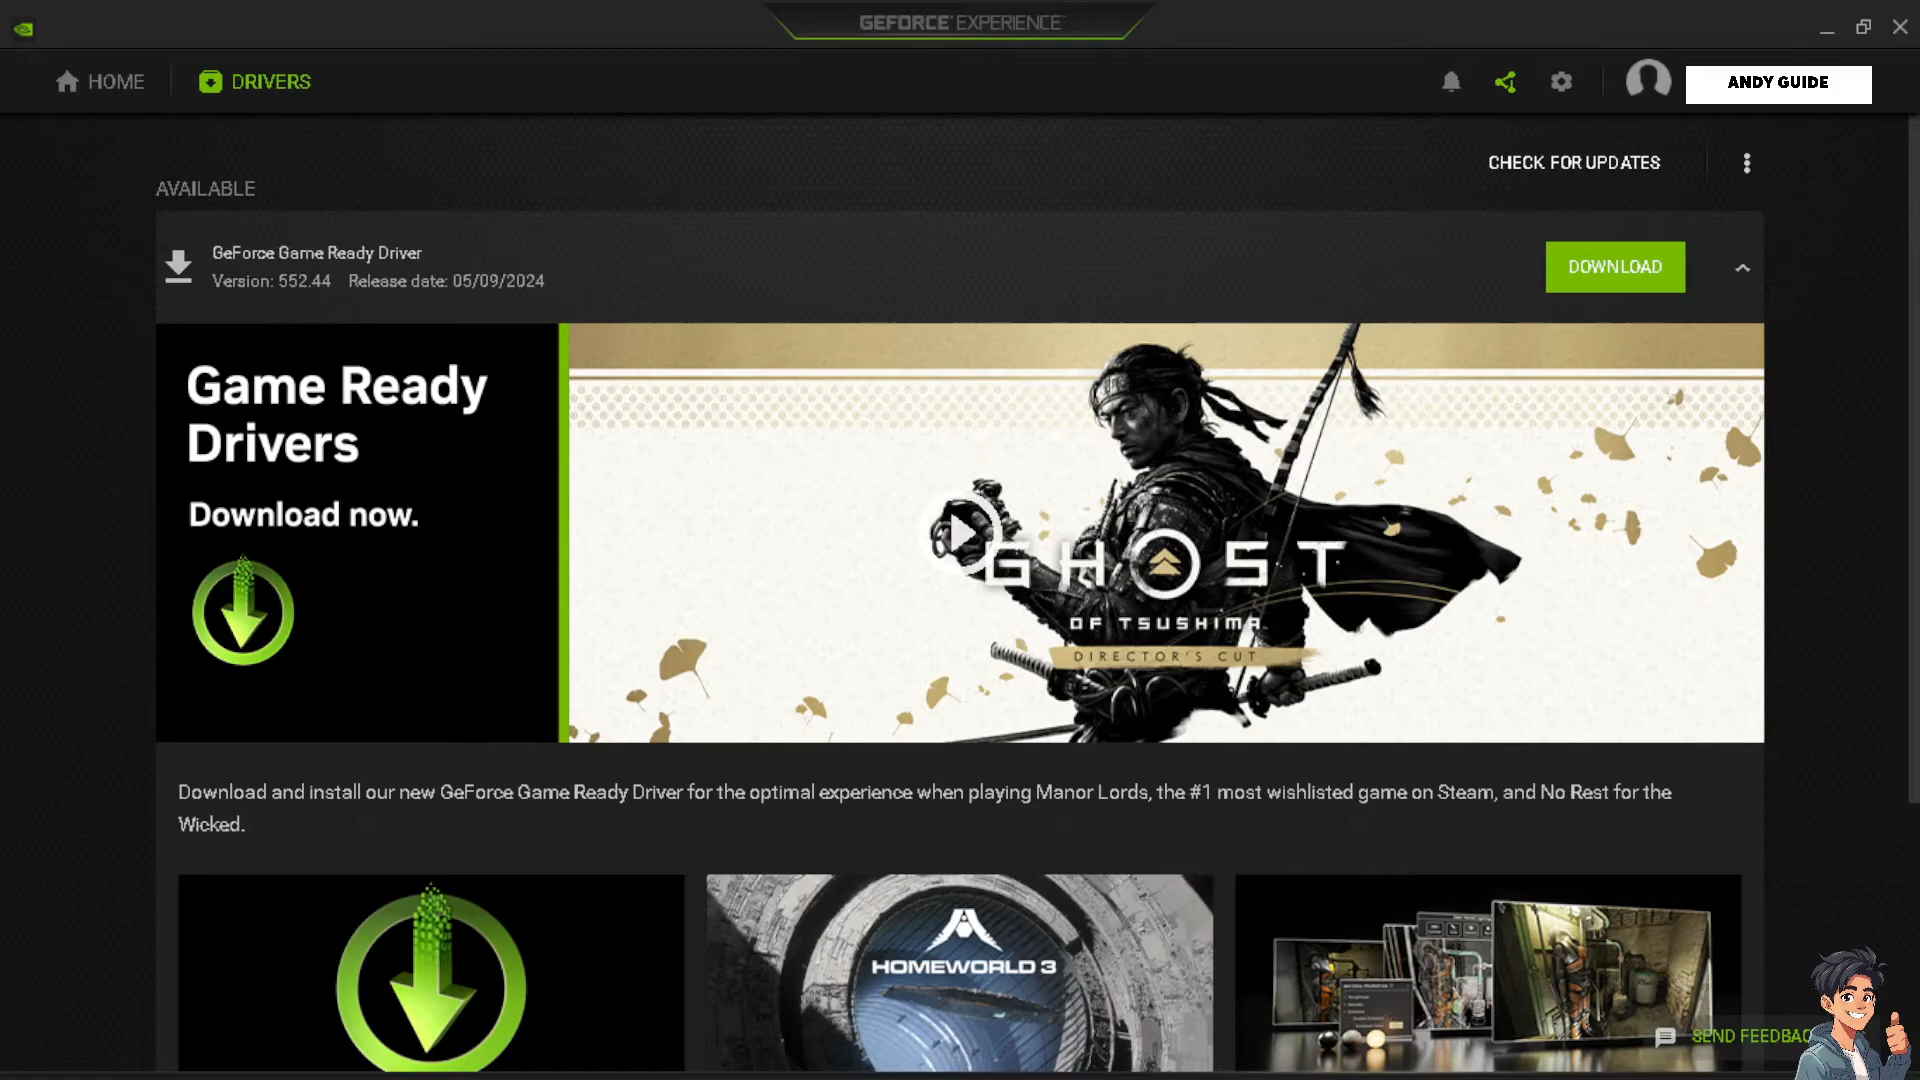 GEFORCE EXPERIENCE
HOME
DRIVERS
ANDY GUIDE
CHECK FOR UPDATES
AVAILABLE
GeForce Game Ready Driver
Version: 552.44 Release date: 05/09/2024
DOWNLOAD
Game Ready
Drivers
Download now.
GHOST
OF TSUSHIMA
DIRECTOR'S CUT
Download and install our new GeForce Game Ready Driver for the optimal experience when playing Manor Lords, the #1 most wishlisted game on Steam, and No Rest for the
Wicked.
HOMEWORLD 3
SEND FEEDBAC